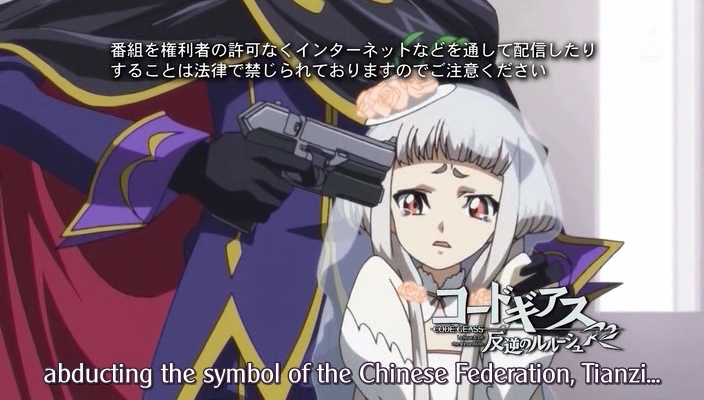 番組を権利者の許可なくインターネットなどを通して配信したり
することは法律で禁じられておりますのでご注意ください
コードギアス
CODE GEASS
反逆のルルーシュ R2
abducting the symbol of the Chinese Federation, Tianzi...